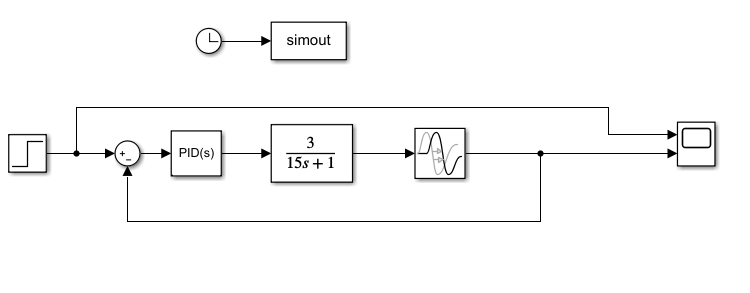 simout
+
−
PID(s)
3
15s + 1